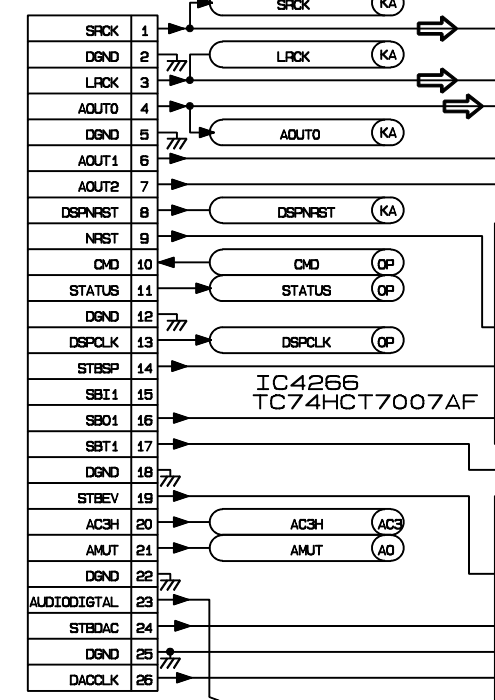 SRCK KA
SRCK 1
DGND 2 LRCK KA
LRCK 3
AOUT0 4
DGND 5 AOUT0 KA
AOUT1 6
AOUT2 7
DSPNRST 8 DSPNRST KA
NRST 9
CMD 10 CMD OP
STATUS 11 STATUS OP
DGND 12
DSPCLK 13 DSPCLK OP
STBSP 14
IC4266
SBI1 15
TC74HCT7007AF
SBO1 16
SBT1 17
DGND 18
STBEV 19
AC3H 20 AC3H AC3
AMUT 21 AMUT AO
DGND 22
AUDIODIGTAL 23
STBDAC 24
DGND 25
DACCLK 26